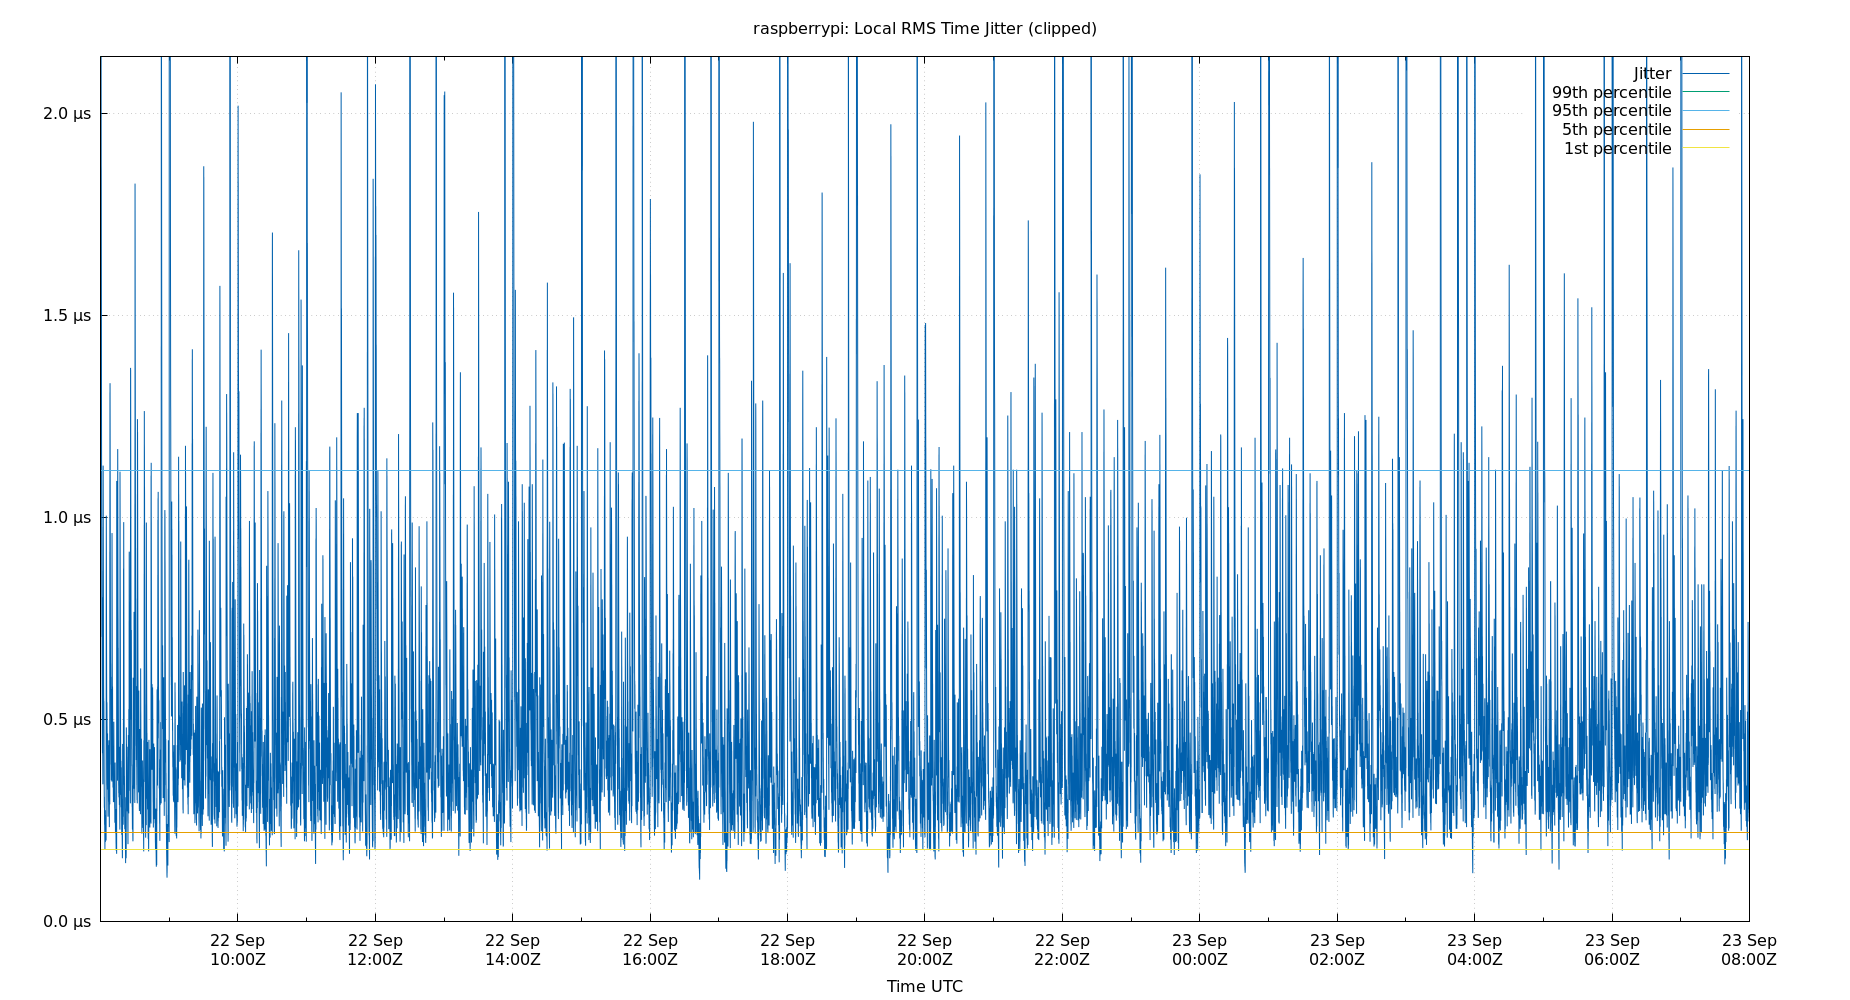 raspberrypi: Local RMS Time Jitter (clipped)
Jitter
99th percentile
95th percentile
5th percentile
1st percentile
2.0 μs
1.5 μs
1.0 μs
0.5 μs
0.0 μs
22 Sep 22 Sep 22 Sep 22 Sep 22 Sep 22 Sep 22 Sep 23 Sep 23 Sep 23 Sep 23 Sep 23 Sep
10:00Z 12:00Z 14:00Z 16:00Z 18:00Z 20:00Z 22:00Z 00:00Z 02:00Z 04:00Z 06:00Z 08:00Z
Time UTC